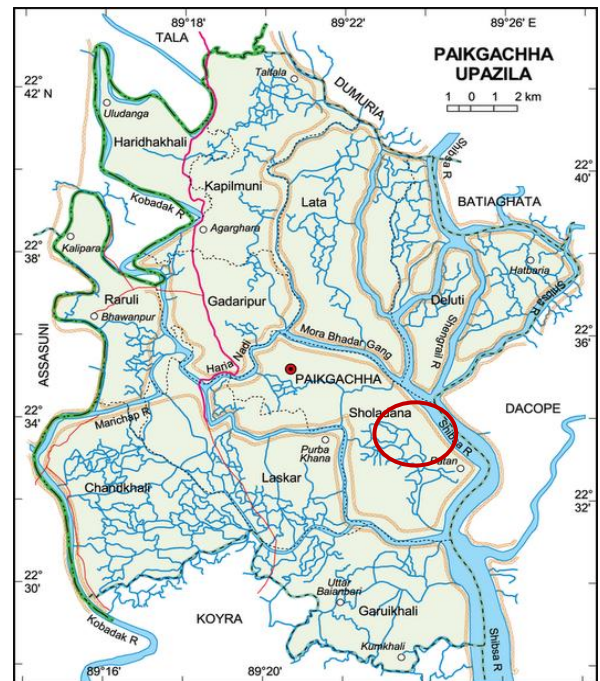 89°18'
89°22'
89°26'
TALA
PAIKGACHHA
UPAZILA
1 0 1 2 km
22°
42' N
Taltala
DUMURIA
Uludanga
Haridhakhali
Shibsa R
22°
40'
Kapilmuni
Kobadak R
Lata
BATIAGHATA
Agarghara
38°
38'
Kalipara
Hatbaria
Raruli
Gadaripur
Deluti
Shengrail R
Shibsa R
Bhawanpur
22°
36'
ASSASUNI
Mora Bhadar Gang
Haria Nadi
PAIKGACHHA
22°
34'
Marichap R
Sholadana
DACOPE
Shibsa R
Purba
Khana
Patan
Laskar
Chandkhali
22°
32'
22°
30'
Uttar
Baianbari
KOYRA
Garuikhali
Kobadak R
Kumkhali
Shibsa R
89°16'
89°20'